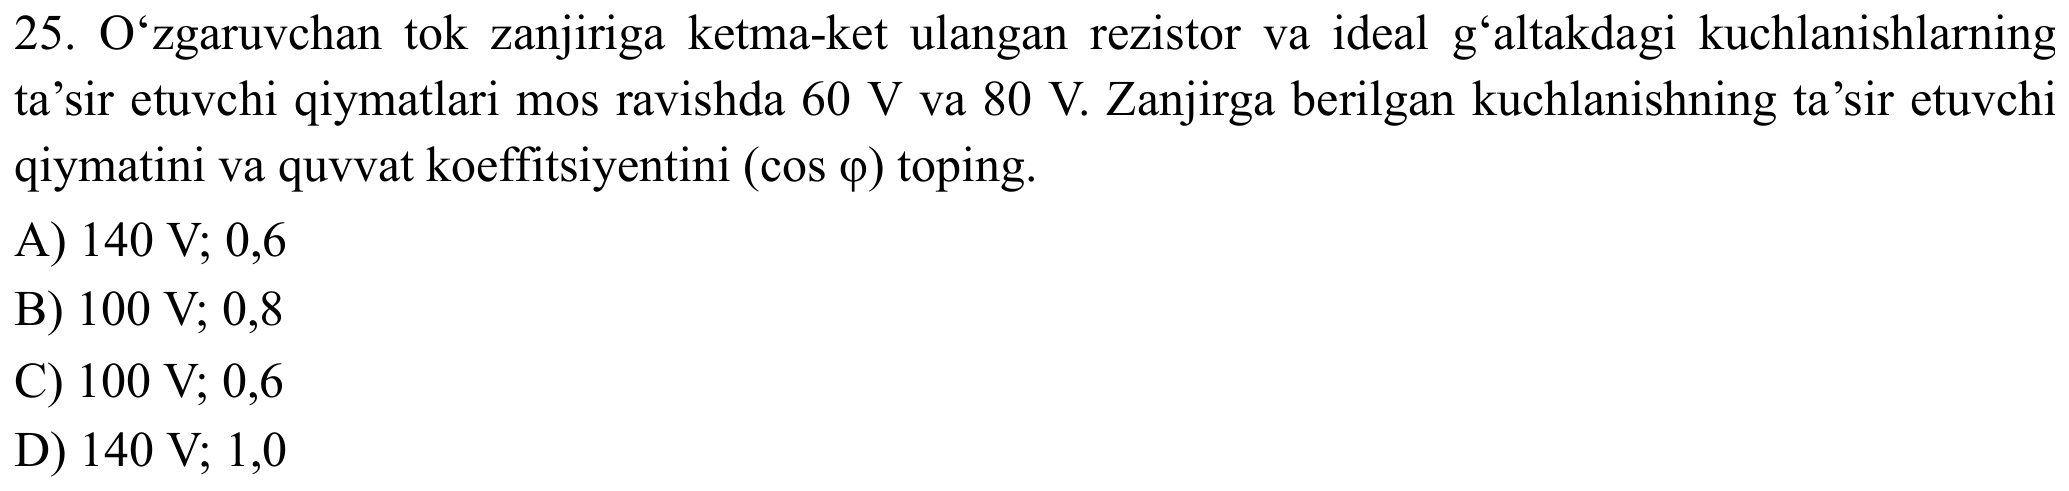 25. O‘zgaruvchan tok zanjiriga ketma-ket ulangan rezistor va ideal g‘altakdagi kuchlanishlarning
ta’sir etuvchi qiymatlari mos ravishda 60 V va 80 V. Zanjirga berilgan kuchlanishning ta’sir etuvchi
qiymatini va quvvat koeffitsiyentini (cos φ) toping.
A) 140 V; 0,6
B) 100 V; 0,8
C) 100 V; 0,6
D) 140 V; 1,0